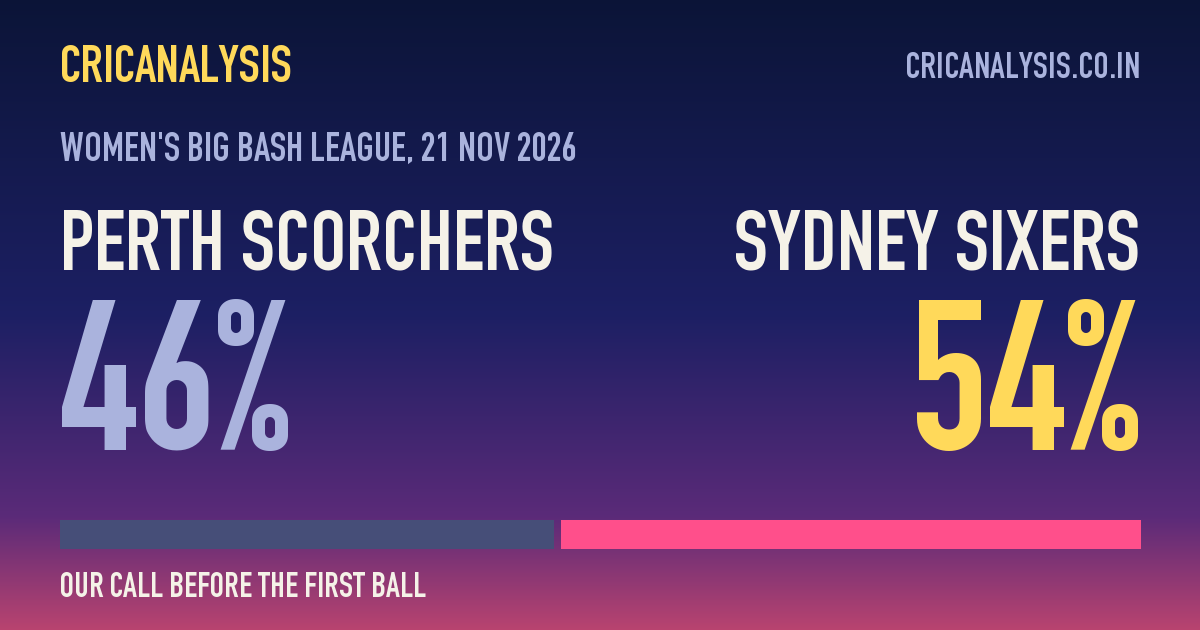 CRICANALYSIS
CRICANALYSIS.CO.IN
WOMEN'S BIG BASH LEAGUE, 21 NOV 2026
PERTH SCORCHERS
SYDNEY SIXERS
46%
54%
OUR CALL BEFORE THE FIRST BALL